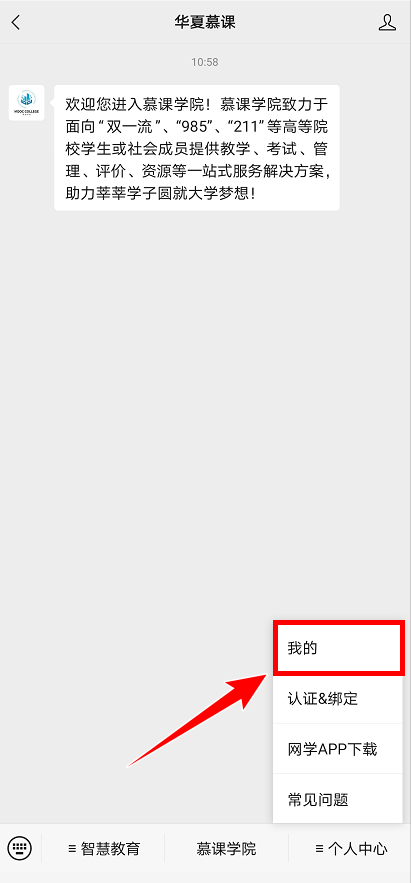 华夏慕课
10:58
MOOC COLLEGE
欢迎您进入慕课学院！慕课学院致力于
面向“双一流”、“985”、“211”等高等院
校学生或社会成员提供教学、考试、管
理、评价、资源等一站式服务解决方案，
助力莘莘学子圆就大学梦想！
我的
认证&绑定
网学APP下载
常见问题
智慧教育
慕课学院
个人中心